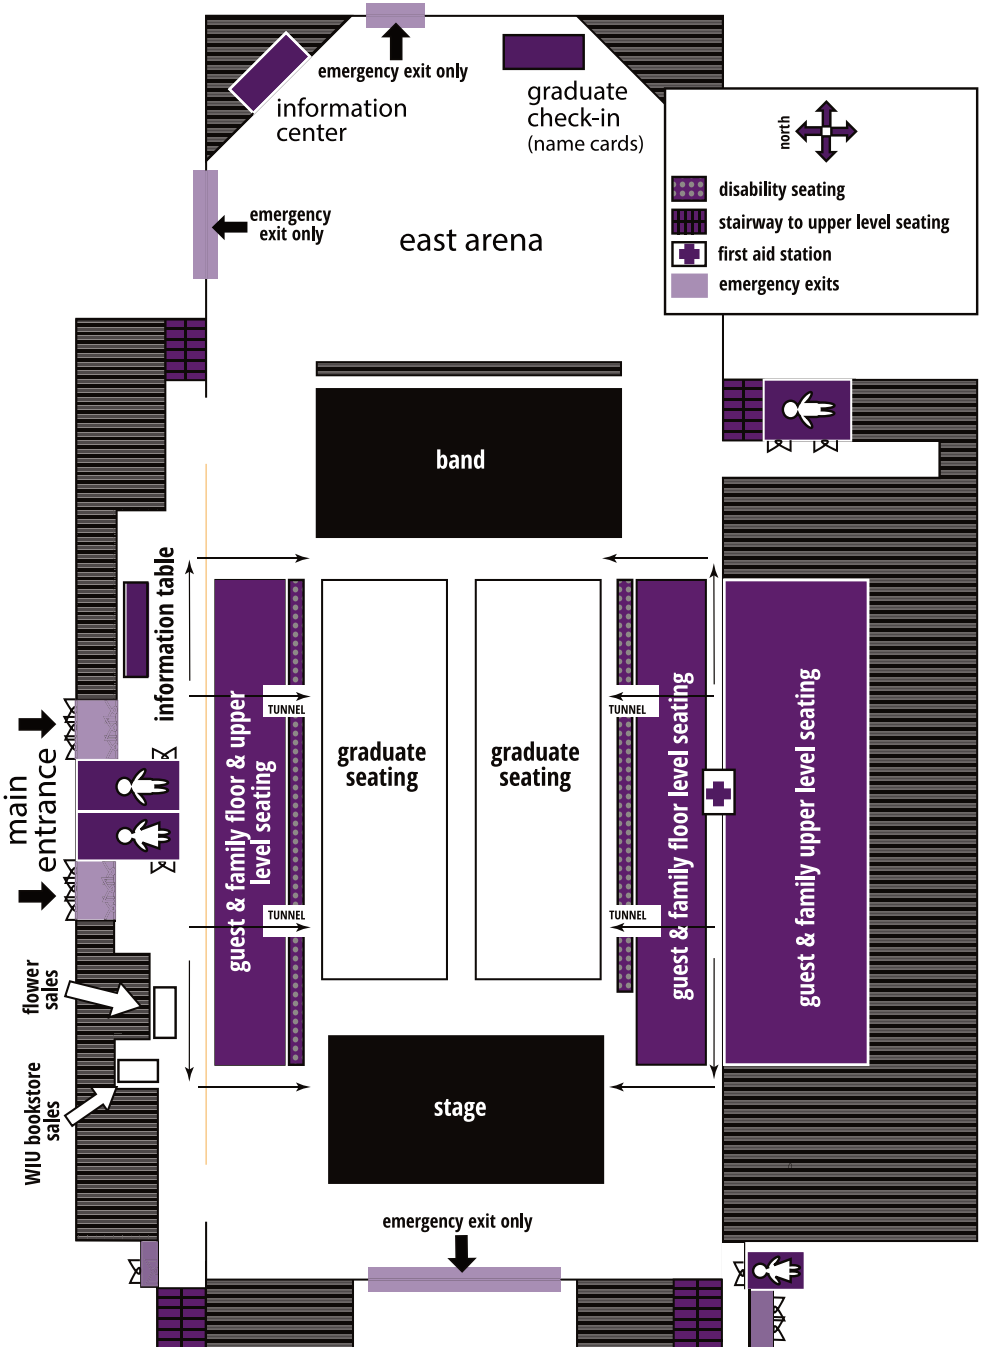 emergency exit only
information
center
graduate
check-in
(name cards)
north
disability seating
stairway to upper level seating
first aid station
emergency exits
emergency
exit only
east arena
band
information table
main
entrance
guest & family floor & upper
level seating
TUNNEL
TUNNEL
graduate
seating
graduate
seating
TUNNEL
TUNNEL
guest & family floor level seating
guest & family upper level seating
flower
sales
WIU bookstore
sales
stage
emergency exit only